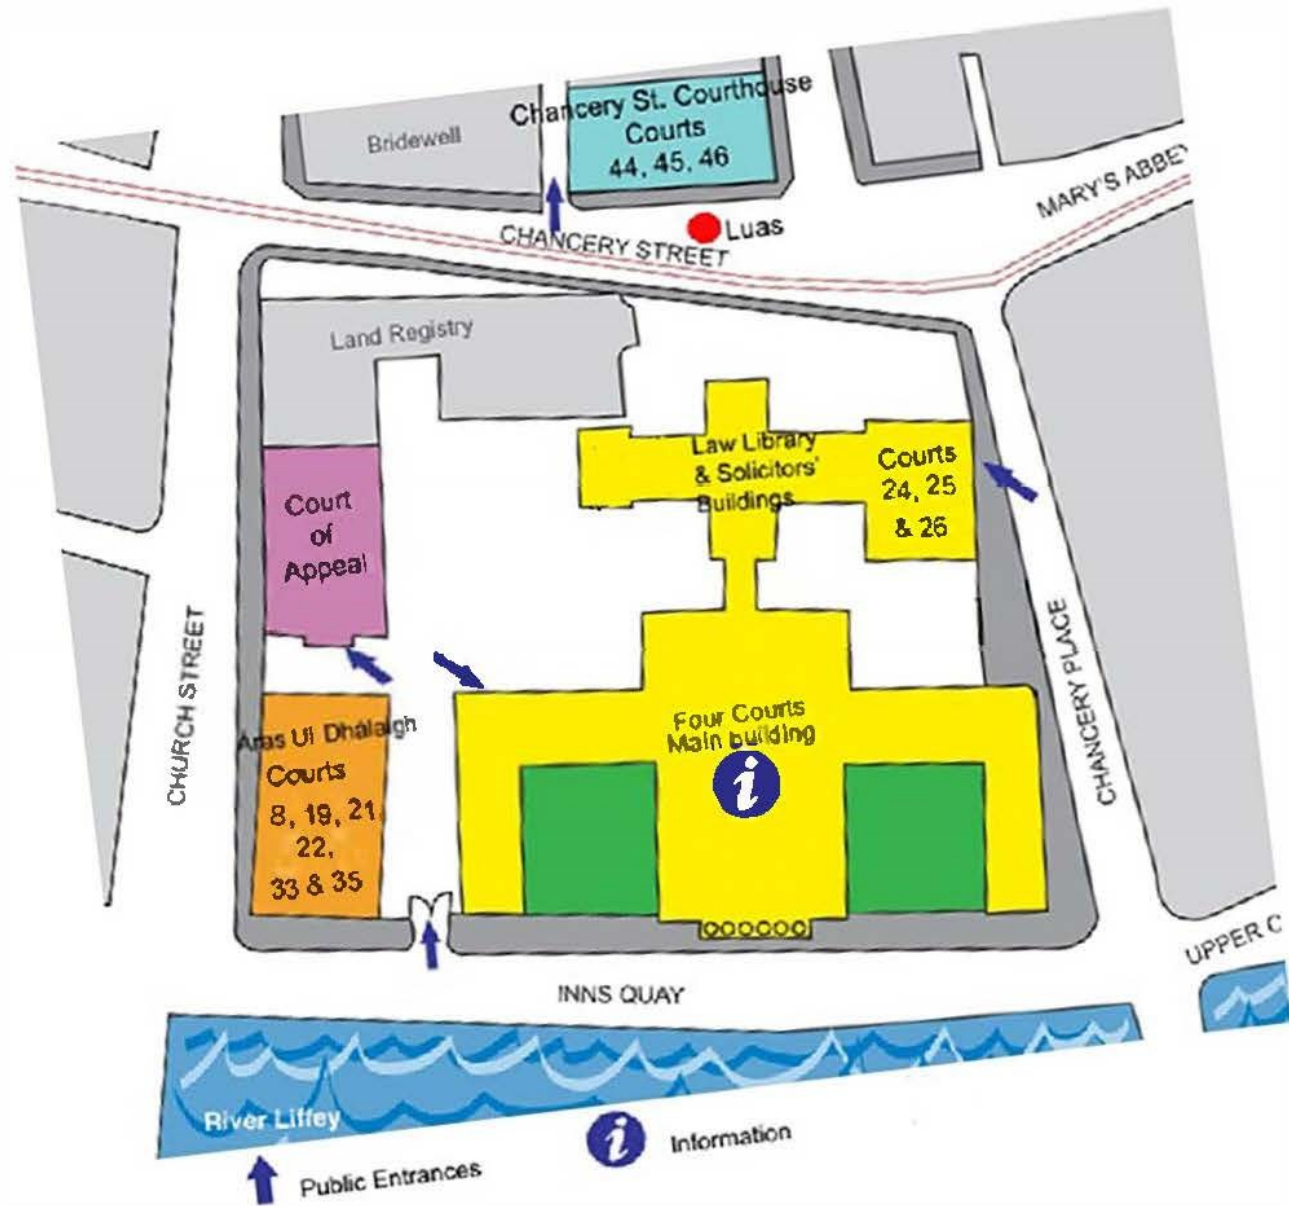 Chancery St. Courthouse
Courts
44, 45, 46
Bridewell
MARY'S ABBEY
Luas
CHANCERY STREET
Land Registry
Law Library
& Solicitors'
Buildings
Courts
24, 25
& 26
Court
of
Appeal
CHURCH STREET
CHANCERY PLACE
Four Courts
Main building
i
Aras Uí Dhálaigh
Courts
8, 19, 21,
22,
33 & 35
UPPER O
INNS QUAY
River Liffey
i Information
Public Entrances